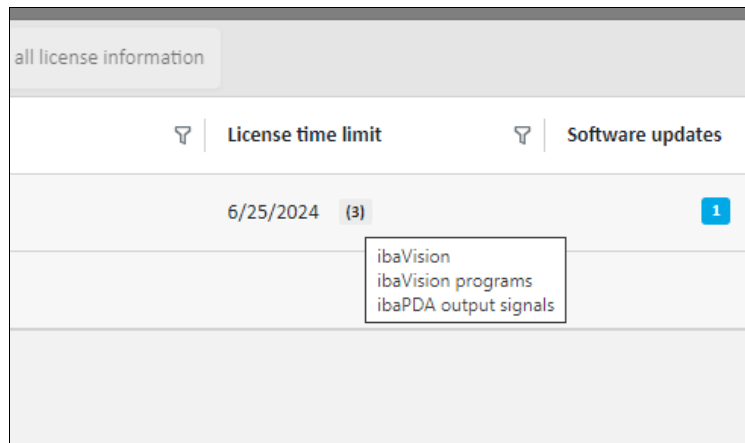 all license information
License time limit
Software updates
6/25/2024 (3)
1
ibaVision
ibaVision programs
ibaPDA output signals